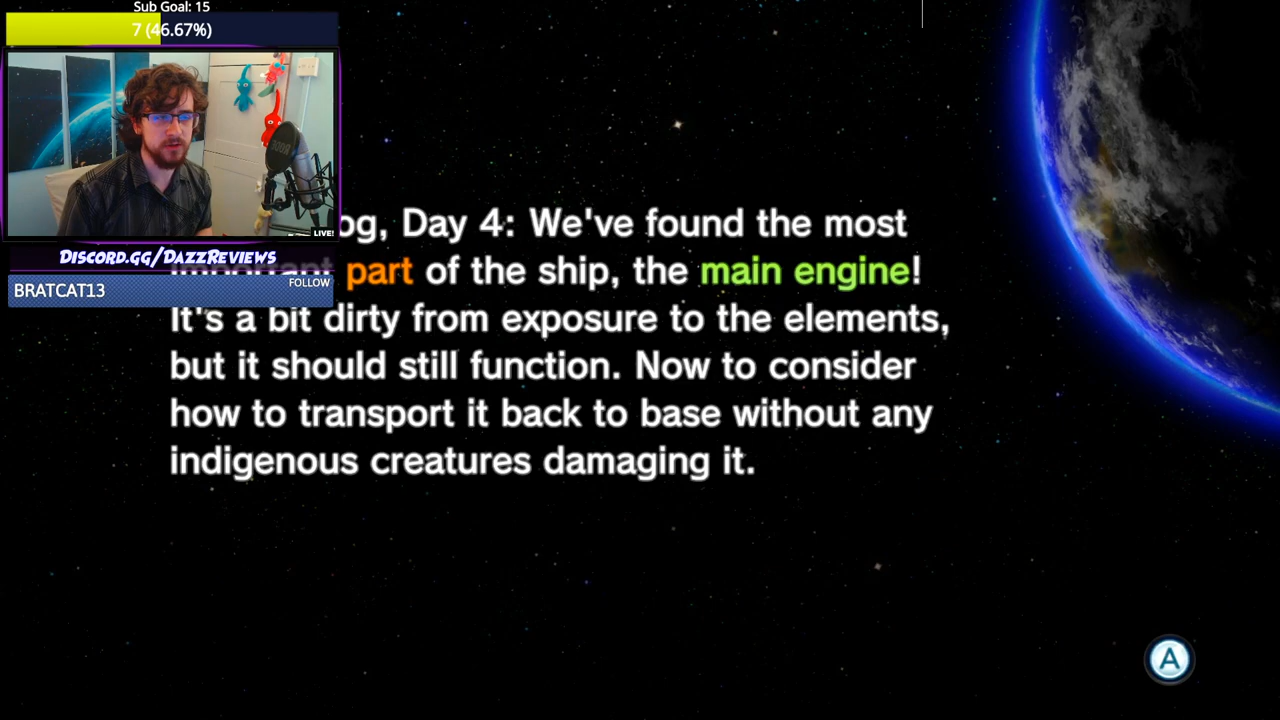 Sub Goal: 15
7 (46.67%)
LIVE!
DISCORD.GG/DAZZREVIEWS
FOLLOW
BRATCAT13
og, Day 4: We've found the most
important part of the ship, the main engine!
It's a bit dirty from exposure to the elements,
but it should still function. Now to consider
how to transport it back to base without any
indigenous creatures damaging it.
A